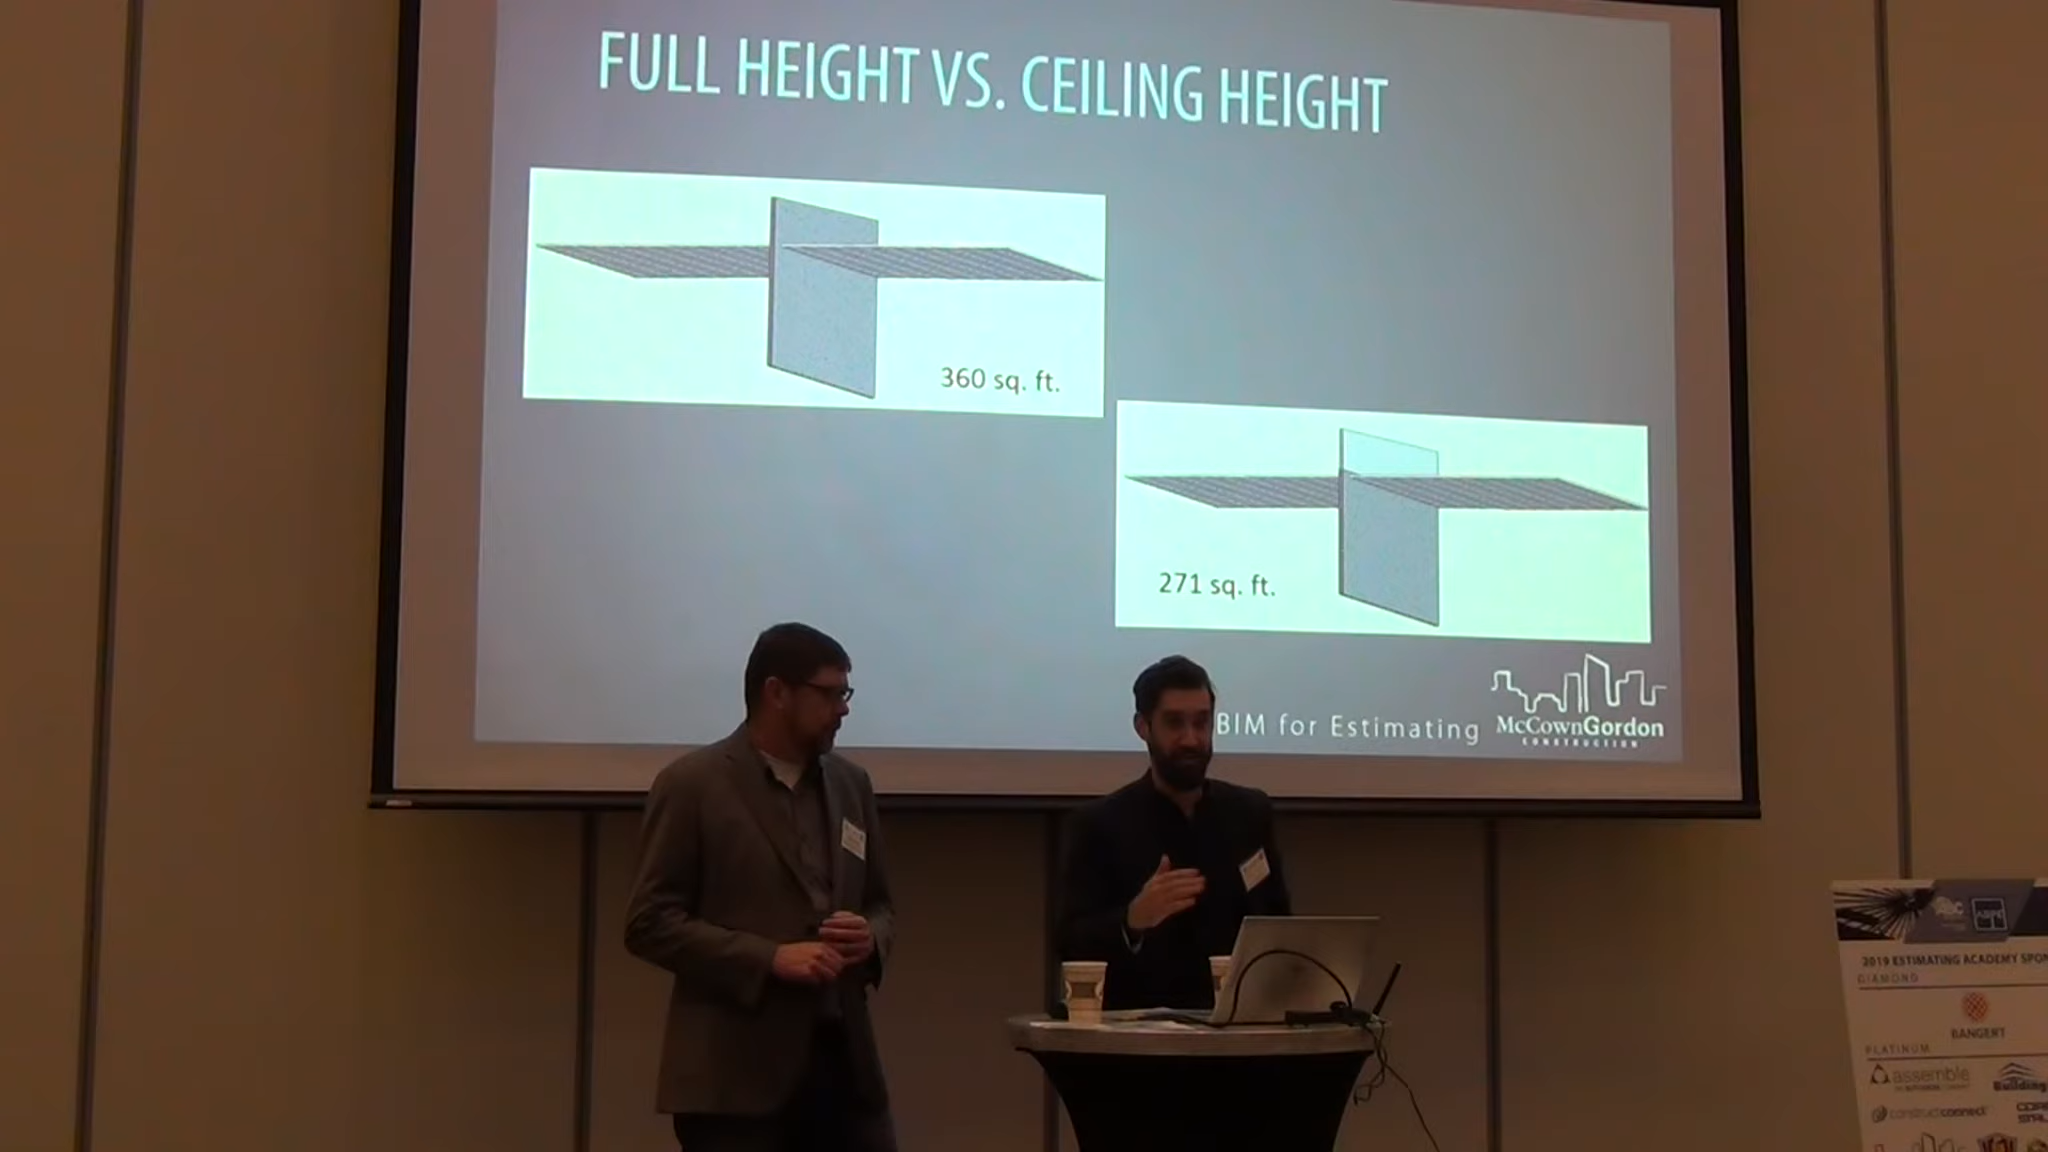 FULL HEIGHT VS. CEILING HEIGHT
360 sq. ft.
271 sq. ft.
BIM for Estimating
McCownGordon
CONSTRUCTION
2019 ESTIMATING ACADEMY SPON
DIAMOND
BANGERT
PLATINUM
assemble
Building
constructconnect